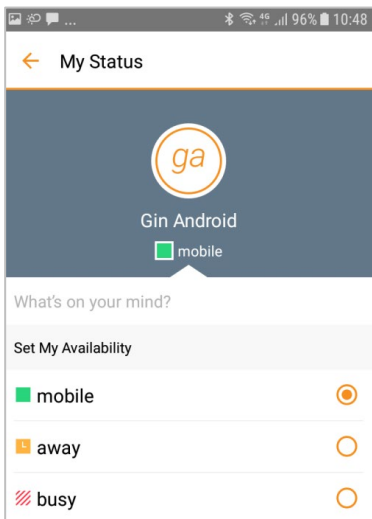 ... 4G 96% 10:48
My Status
ga
Gin Android
mobile
What's on your mind?
Set My Availability
mobile
away
busy